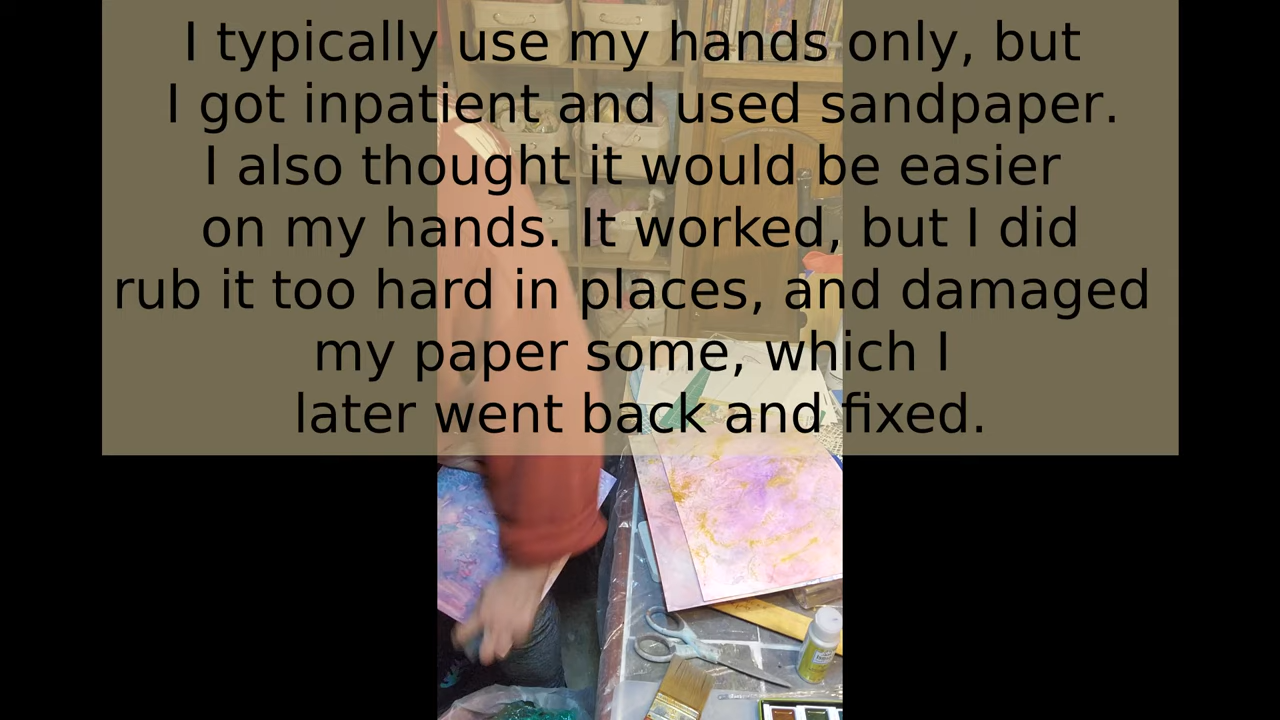 I typically use my hands only, but
I got inpatient and used sandpaper.
I also thought it would be easier
on my hands. It worked, but I did
rub it too hard in places, and damaged
my paper some, which I
later went back and fixed.